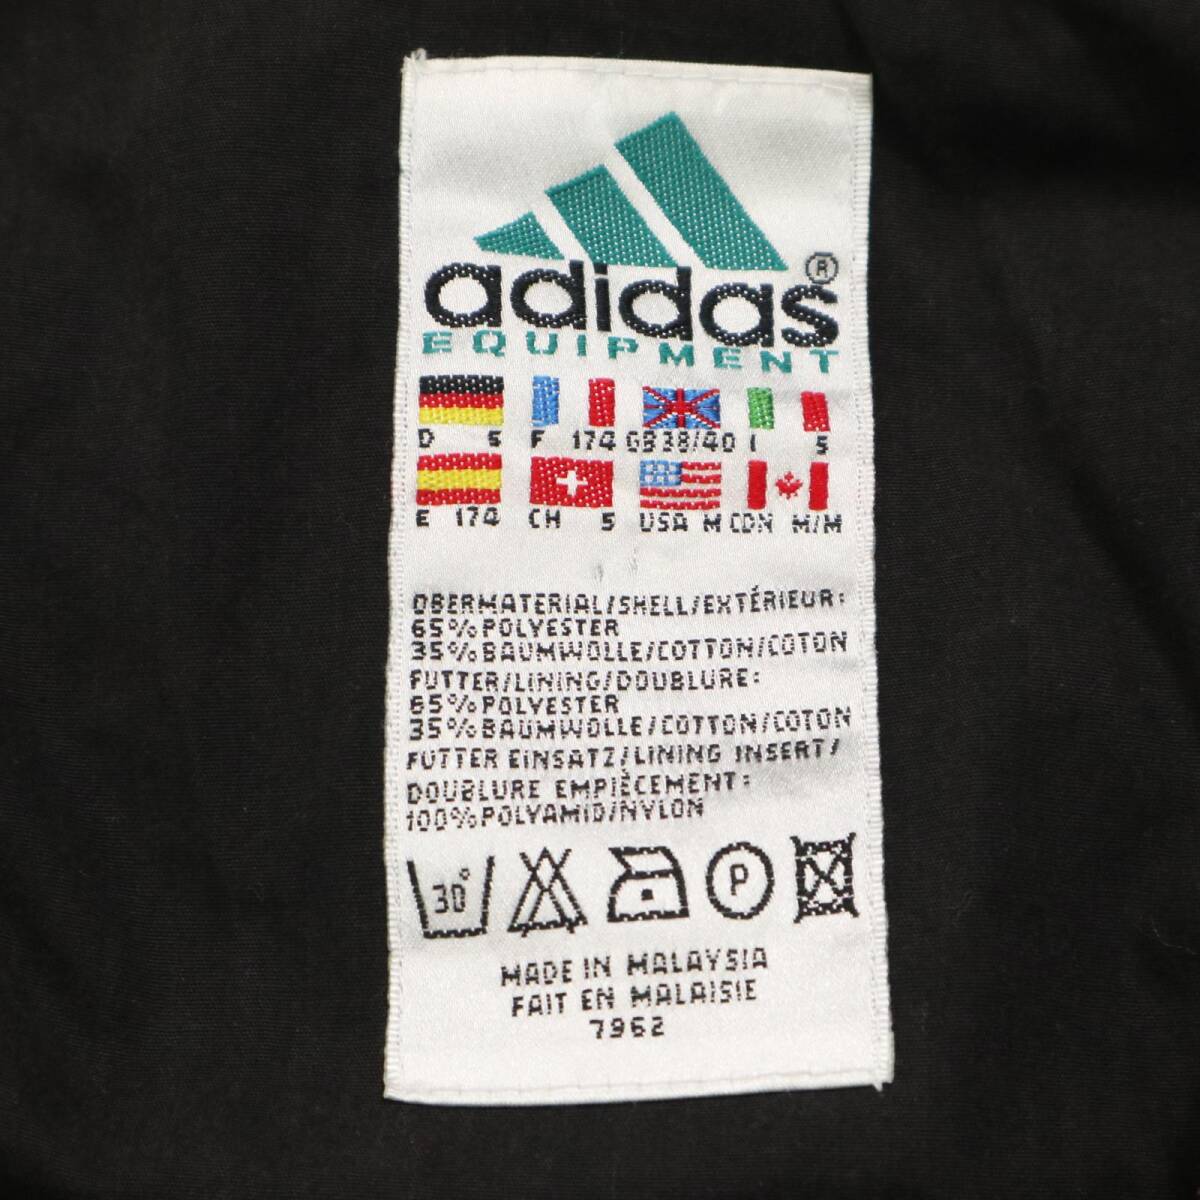 adidas®
EQUIPMENT
D 5 F 174 GB 38/40 I 5
E 174 CH 5 USA M CDN M/M
OBERMATERIAL/SHELL/EXTÉRIEUR:
65% POLYESTER
35% BAUMWOLLE/COTTON/COTON
FUTTER/LINING/DOUBLURE:
65% POLYESTER
35% BAUMWOLLE/COTTON/COTON
FUTTER EINSATZ/LINING INSERT/
DOUBLURE EMPIÈCEMENT:
100% POLYAMID/NYLON
30° P
MADE IN MALAYSIA
FAIT EN MALAISIE
7962